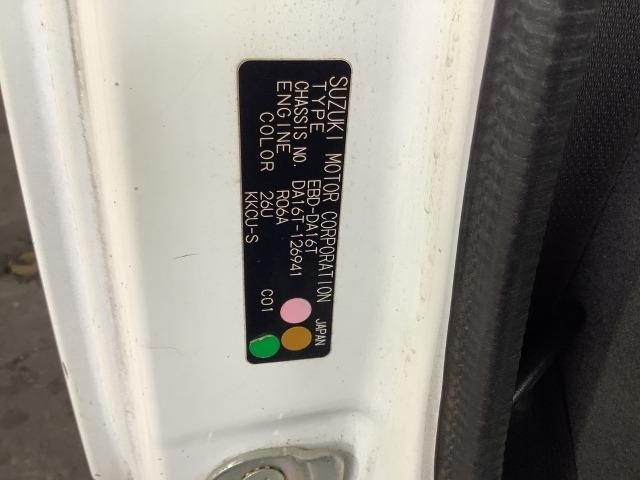 SUZUKI MOTOR CORPORATION JAPAN
TYPE EBD-DA16T
CHASSIS NO. DA16T-126941
ENGINE R06A
COLOR 26U C01
KKCU-S